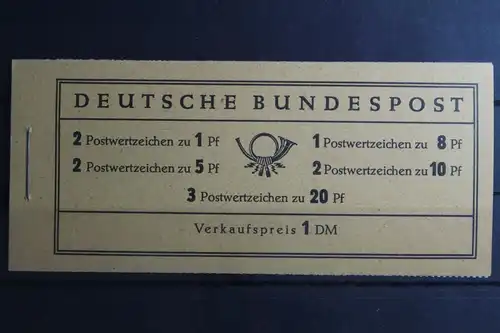 DEUTSCHE BUNDESPOST
2 Postwertzeichen zu 1 Pf
1 Postwertzeichen zu 8 Pf
2 Postwertzeichen zu 5 Pf
2 Postwertzeichen zu 10 Pf
3 Postwertzeichen zu 20 Pf
Verkaufspreis 1 DM